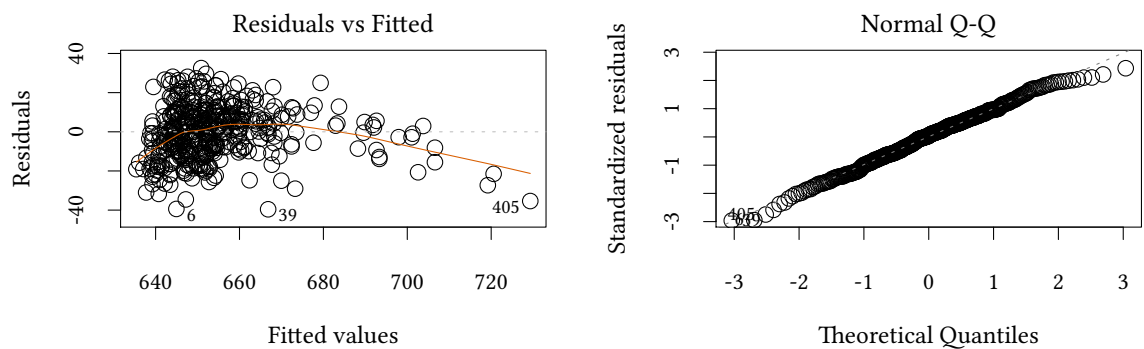 Residuals vs Fitted
Residuals
40
0
-40
6
39
405
640 660 680 700 720
Fitted values
Normal Q-Q
Standardized residuals
3
1
-1
-3
405
-3 -2 -1 0 1 2 3
Theoretical Quantiles